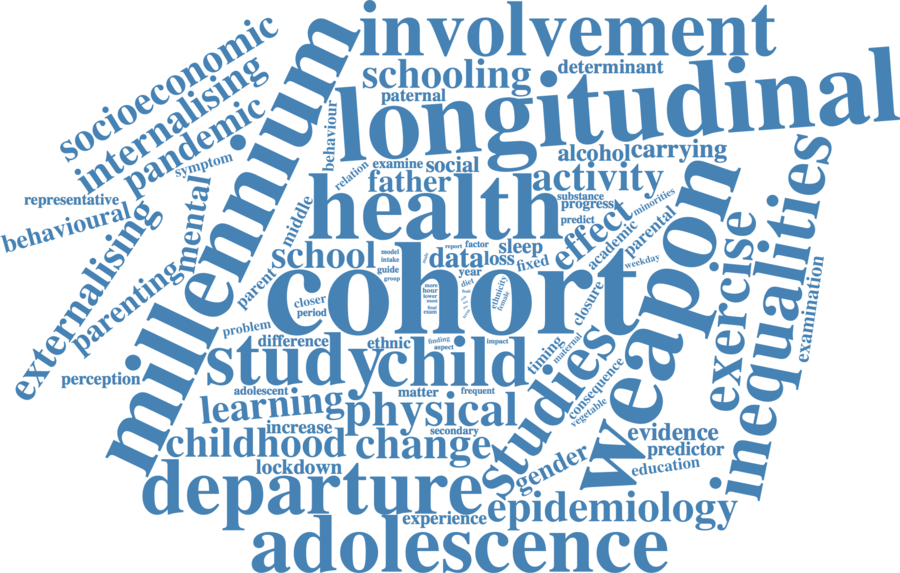 involvement
socioeconomic
schooling
determinant
longitudinal
internalising
paternal
pandemic
millennium
behaviour
symptom
examine
social
alcohol
carrying
relation
father
activity
representative
mental
health
substance
progress
minorities
inequalities
behavioural
middle
predict
effect
academic
parental
weapon
externalising
school
model
intake
guide
group
report
factor
sleep
data
loss
fixed
year
diet
weekday
exercise
parenting
parent
cohort
closer
period
more
hour
lower
most
final
exam
ethnicity
female
closure
examination
problem
difference
ethnic
finding
aspect
impact
timing
maternal
study
child
studies
perception
adolescent
matter
frequent
consequence
vegetable
learning
physical
increase
secondary
childhood
change
evidence
predictor
lockdown
gender
education
departure
experience
epidemiology
adolescence